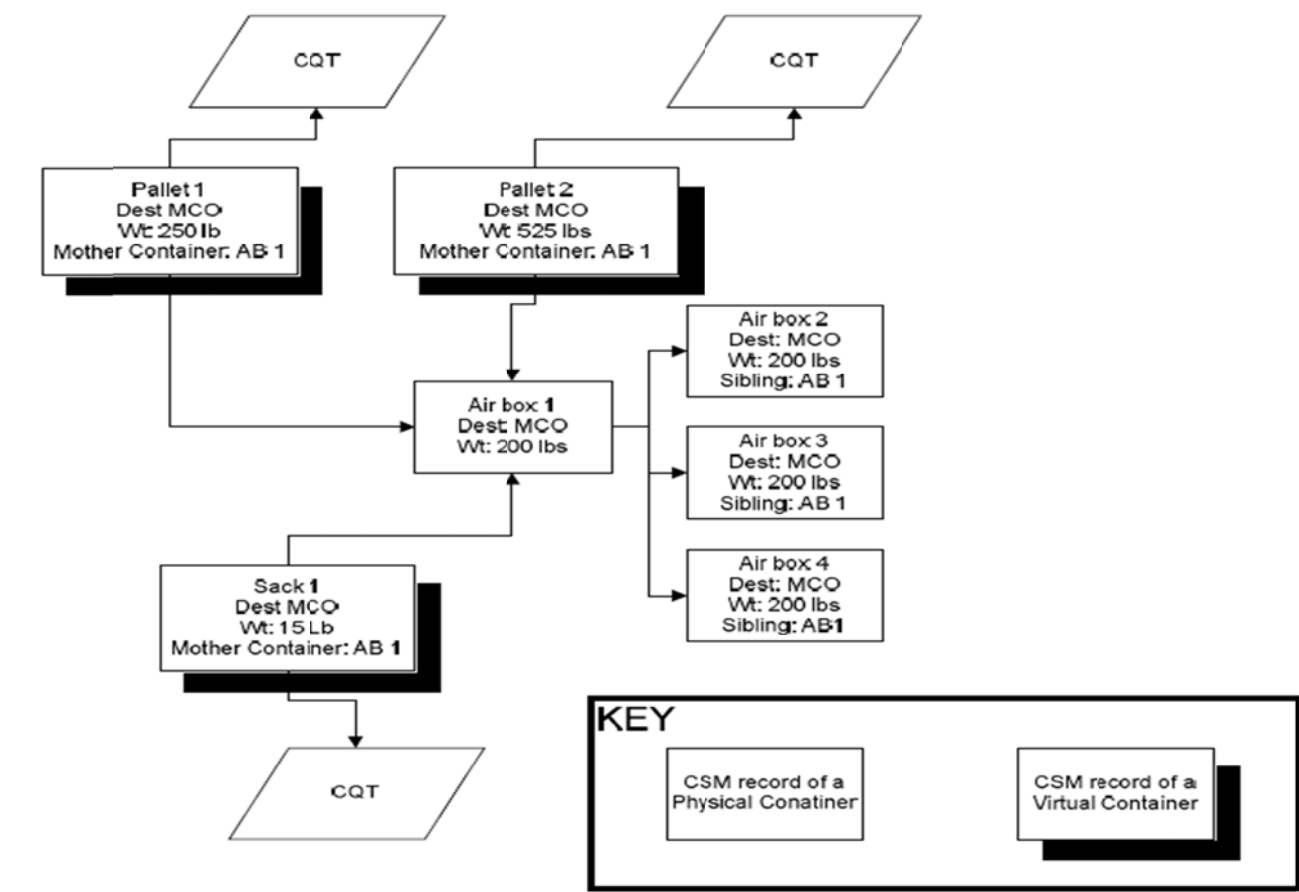 CQT
CQT
Pallet 1
Dest MCO
Wt: 250 lb
Mother Container: AB 1
Pallet 2
Dest MCO
Wt: 525 lbs
Mother Container: AB 1
Air box 2
Dest: MCO
Wt: 200 lbs
Sibling: AB 1
Air box 1
Dest: MCO
Wt: 200 lbs
Air box 3
Dest: MCO
Wt: 200 lbs
Sibling: AB 1
Air box 4
Dest: MCO
Wt: 200 lbs
Sibling: AB1
Sack 1
Dest MCO
Wt: 15 Lb
Mother Container: AB 1
CQT
KEY
CSM record of a
Physical Conatiner
CSM record of a
Virtual Container